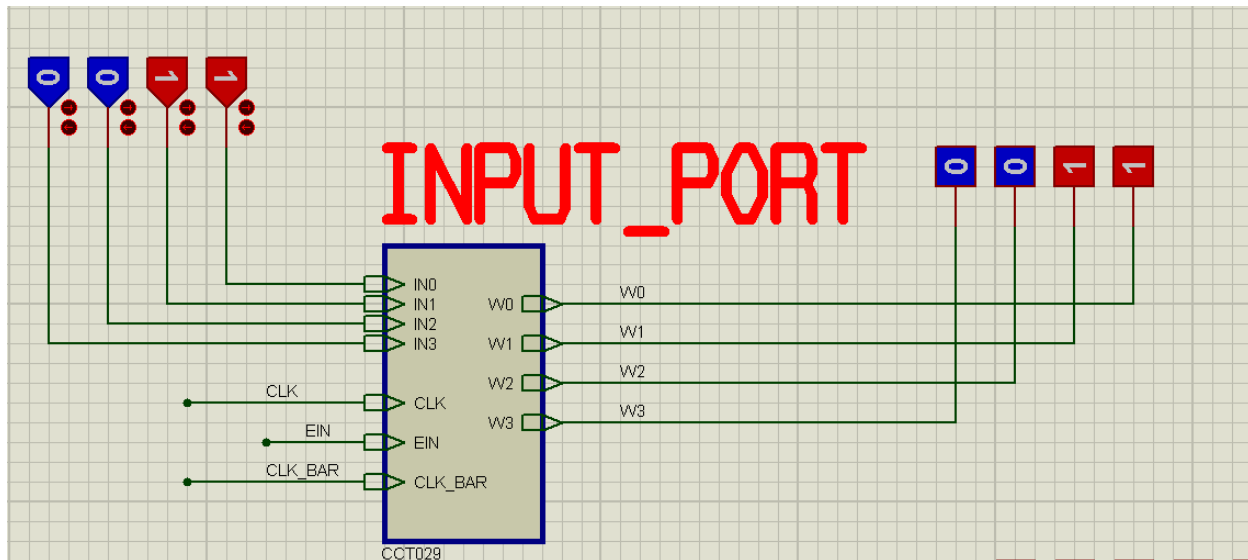 0 0 1 1
INPUT_PORT
0 0 1 1
IN0
IN1
IN2
IN3
W0
W1
W2
W3
W0
W1
W2
W3
CLK
CLK
EIN
EIN
CLK_BAR
CLK_BAR
CCT029